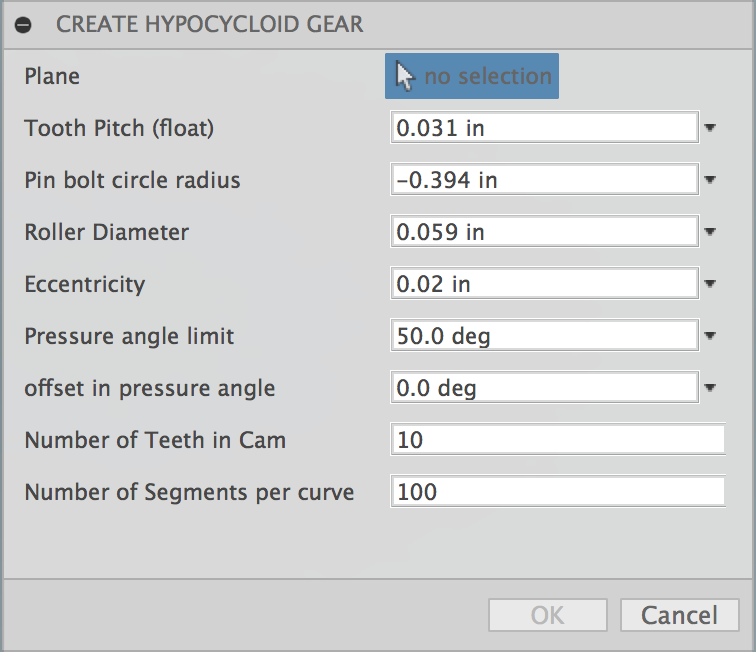 CREATE HYPOCYCLOID GEAR
Plane no selection
Tooth Pitch (float) 0.031 in
Pin bolt circle radius -0.394 in
Roller Diameter 0.059 in
Eccentricity 0.02 in
Pressure angle limit 50.0 deg
offset in pressure angle 0.0 deg
Number of Teeth in Cam 10
Number of Segments per curve 100
OK Cancel